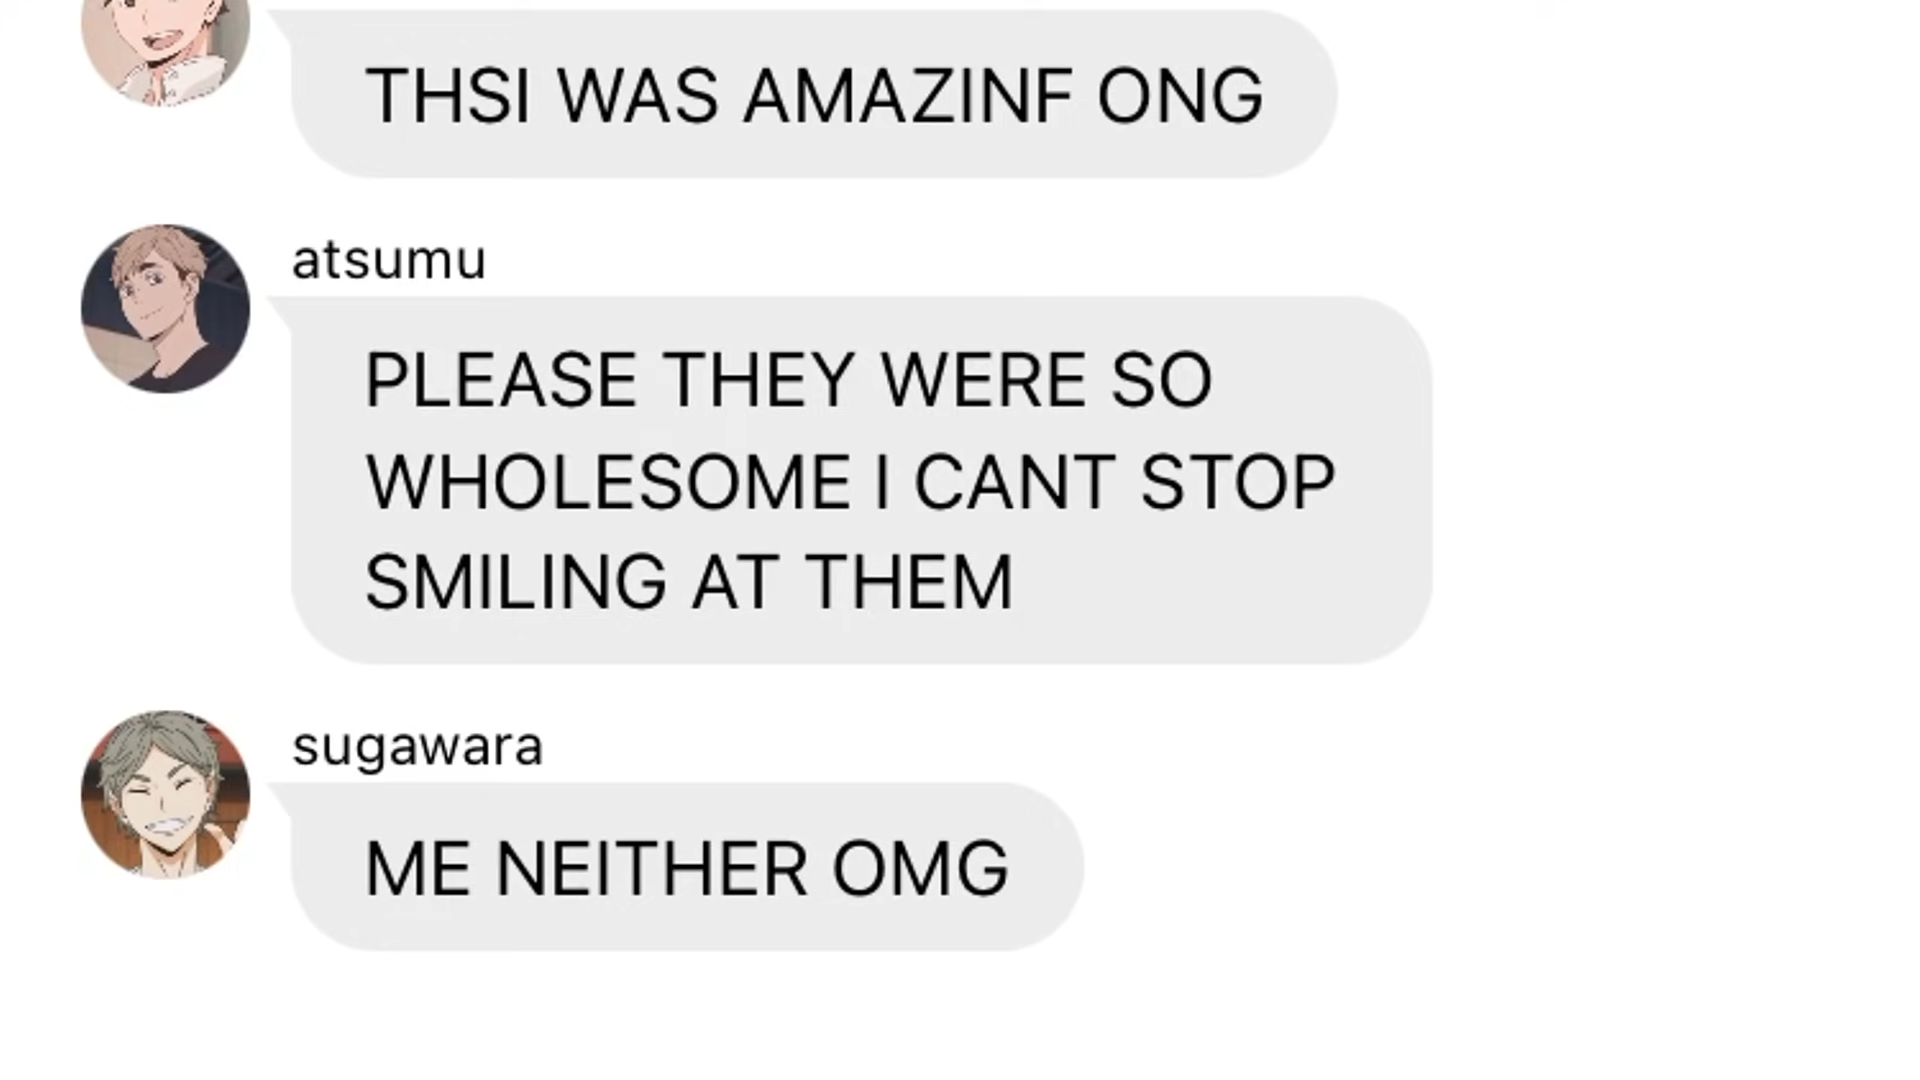 THSI WAS AMAZINF ONG
atsumu
PLEASE THEY WERE SO
WHOLESOME I CANT STOP
SMILING AT THEM
sugawara
ME NEITHER OMG